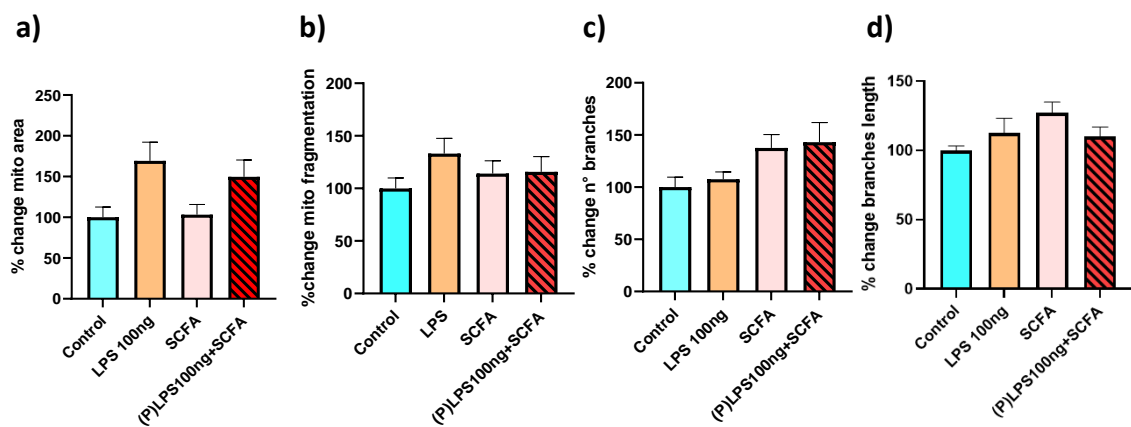 a)
% change mito area
250
200
150
100
50
0
Control
LPS 100ng
SCFA
(P)LPS100ng+SCFA
b)
%change mito fragmentation
200
150
100
50
0
Control
LPS
SCFA
(P)LPS100ng+SCFA
c)
% change n° branches
200
150
100
50
0
Control
LPS 100ng
SCFA
(P)LPS100ng+SCFA
d)
% change branches length
150
100
50
0
Control
LPS 100ng
SCFA
(P)LPS100ng+SCFA